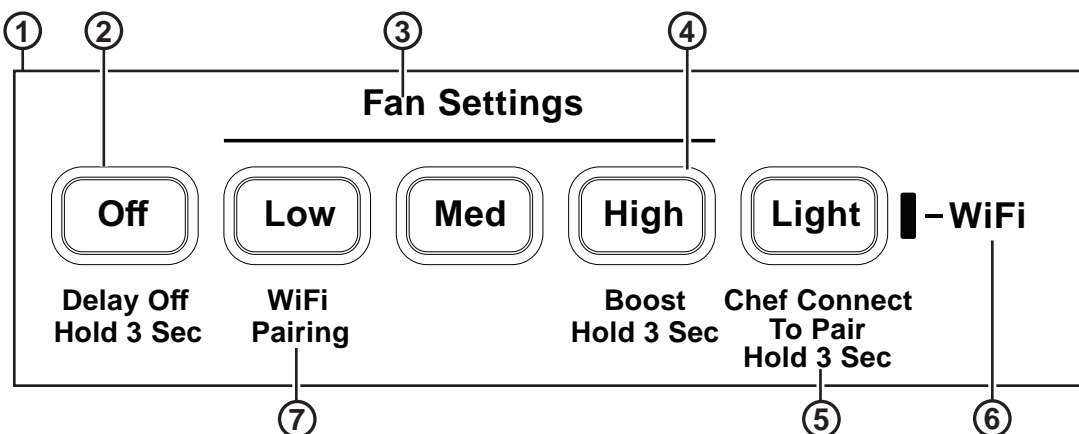 ① ② ③ ④
Fan Settings
Off Low Med High Light WiFi
Delay Off WiFi Boost Chef Connect
Hold 3 Sec Pairing Hold 3 Sec To Pair
Hold 3 Sec
⑦ ⑤ ⑥